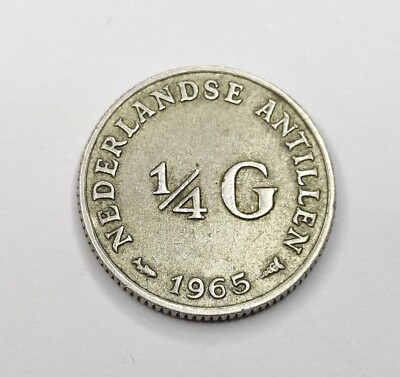 NEDERLANDSE ANTILLEN
1/4 G
1965